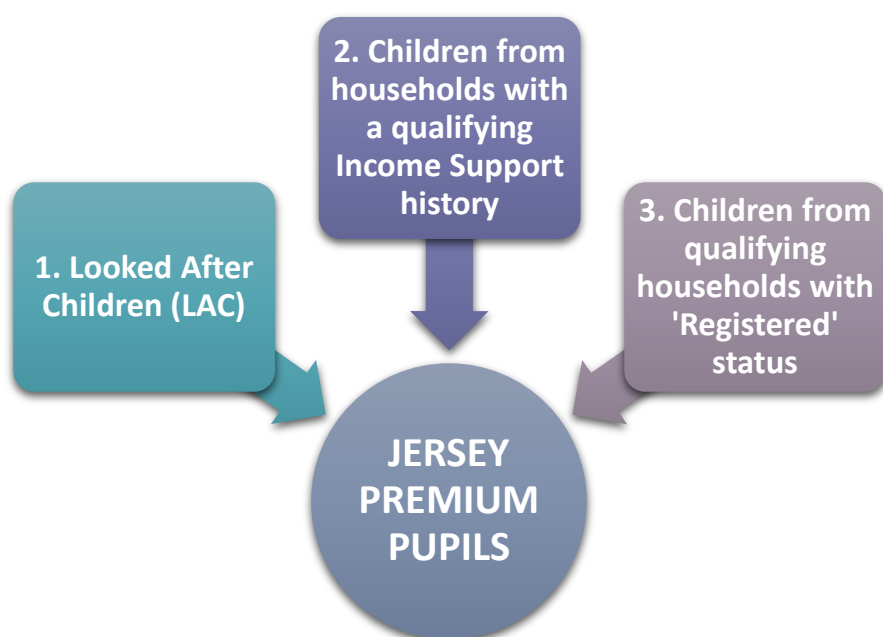 1. Looked After
Children (LAC)
2. Children from
households with
a qualifying
Income Support
history
3. Children from
qualifying
households with
'Registered'
status
JERSEY
PREMIUM
PUPILS